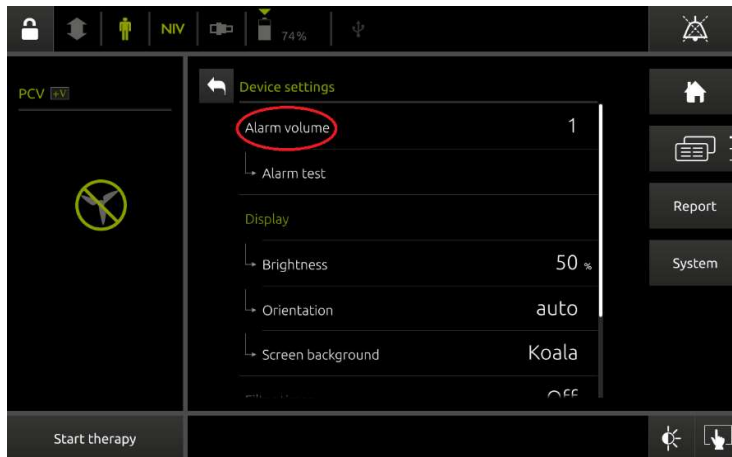 NIV
74%
PCV +V
Device settings
Alarm volume 1
Alarm test
Display
Brightness 50 %
Orientation auto
Screen background Koala
Off
Report
System
Start therapy